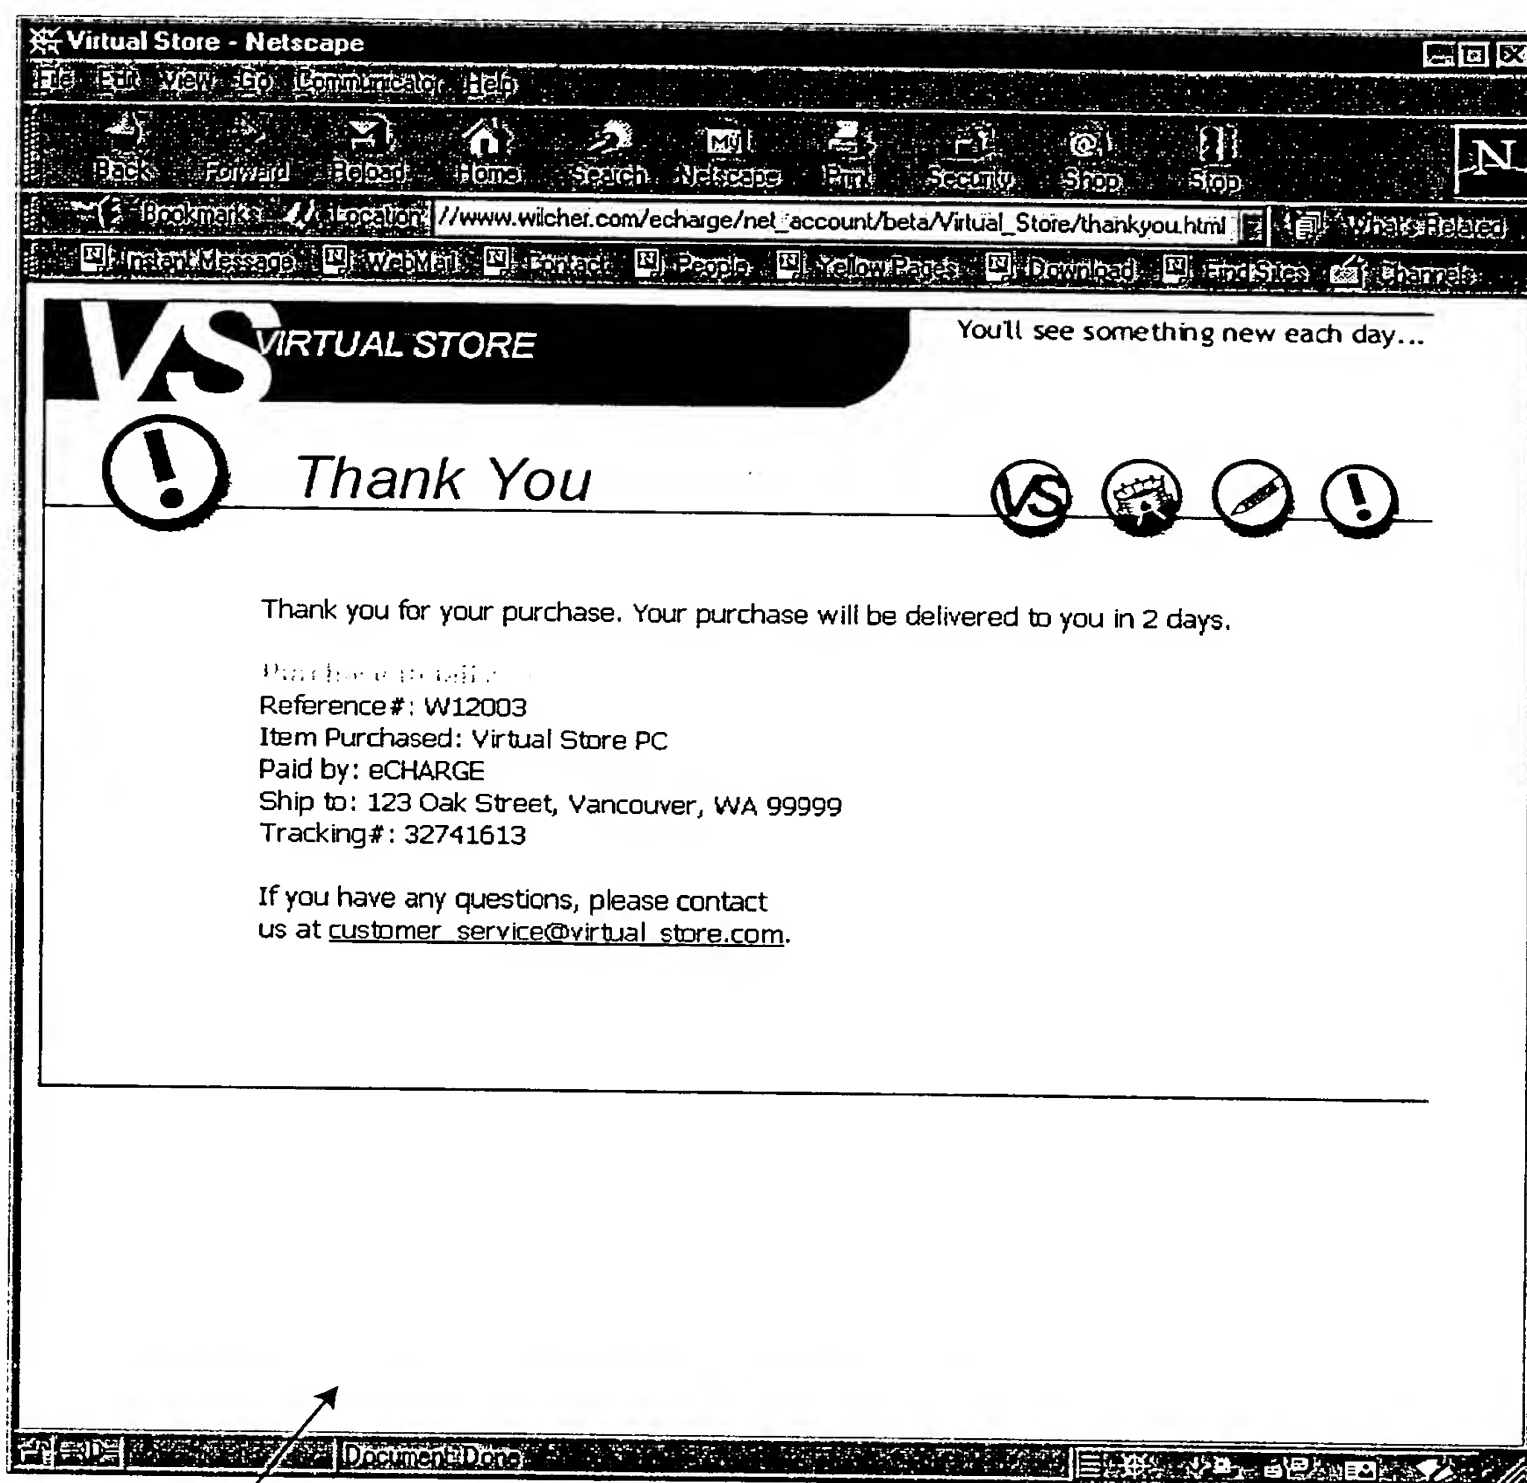 Virtual Store - Netscape
File Edit View Go Communicator Help
Back Forward Reload Home Search Netscape Print Security Shop Stop
My
N
Bookmarks Location: //www.wilcher.com/echarge/net_account/beta/Virtual_Store/thankyou.html What's Related
Instant Message WebMail Contact People Yellow Pages Download Find Sites Channels
VS VIRTUAL STORE
You'll see something new each day...
! Thank You
VS !
Thank you for your purchase. Your purchase will be delivered to you in 2 days.
Purchase Details
Reference#: W12003
Item Purchased: Virtual Store PC
Paid by: eCHARGE
Ship to: 123 Oak Street, Vancouver, WA 99999
Tracking#: 32741613
If you have any questions, please contact
us at customer_service@virtual_store.com.
Document: Done